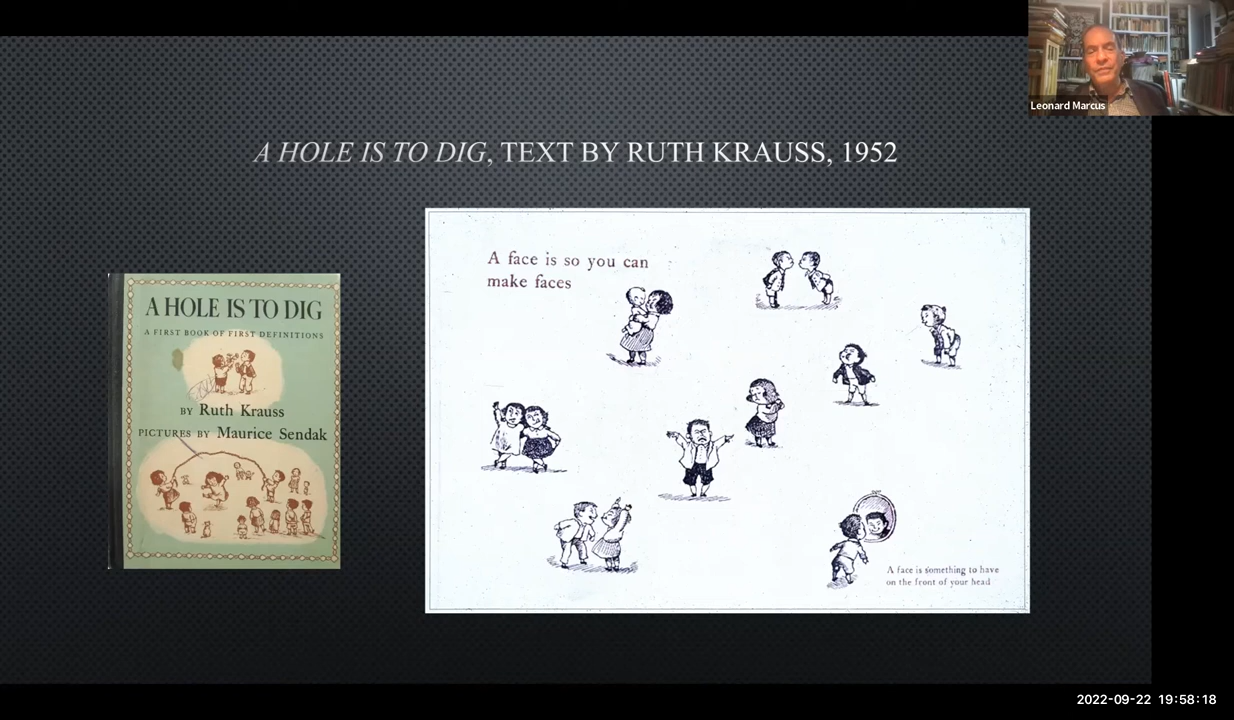 Leonard Marcus
A HOLE IS TO DIG, TEXT BY RUTH KRAUSS, 1952
A HOLE IS TO DIG
A FIRST BOOK OF FIRST DEFINITIONS
BY Ruth Krauss
PICTURES BY Maurice Sendak
A face is so you can
make faces
A face is something to have
on the front of your head
2022-09-22 19:58:18